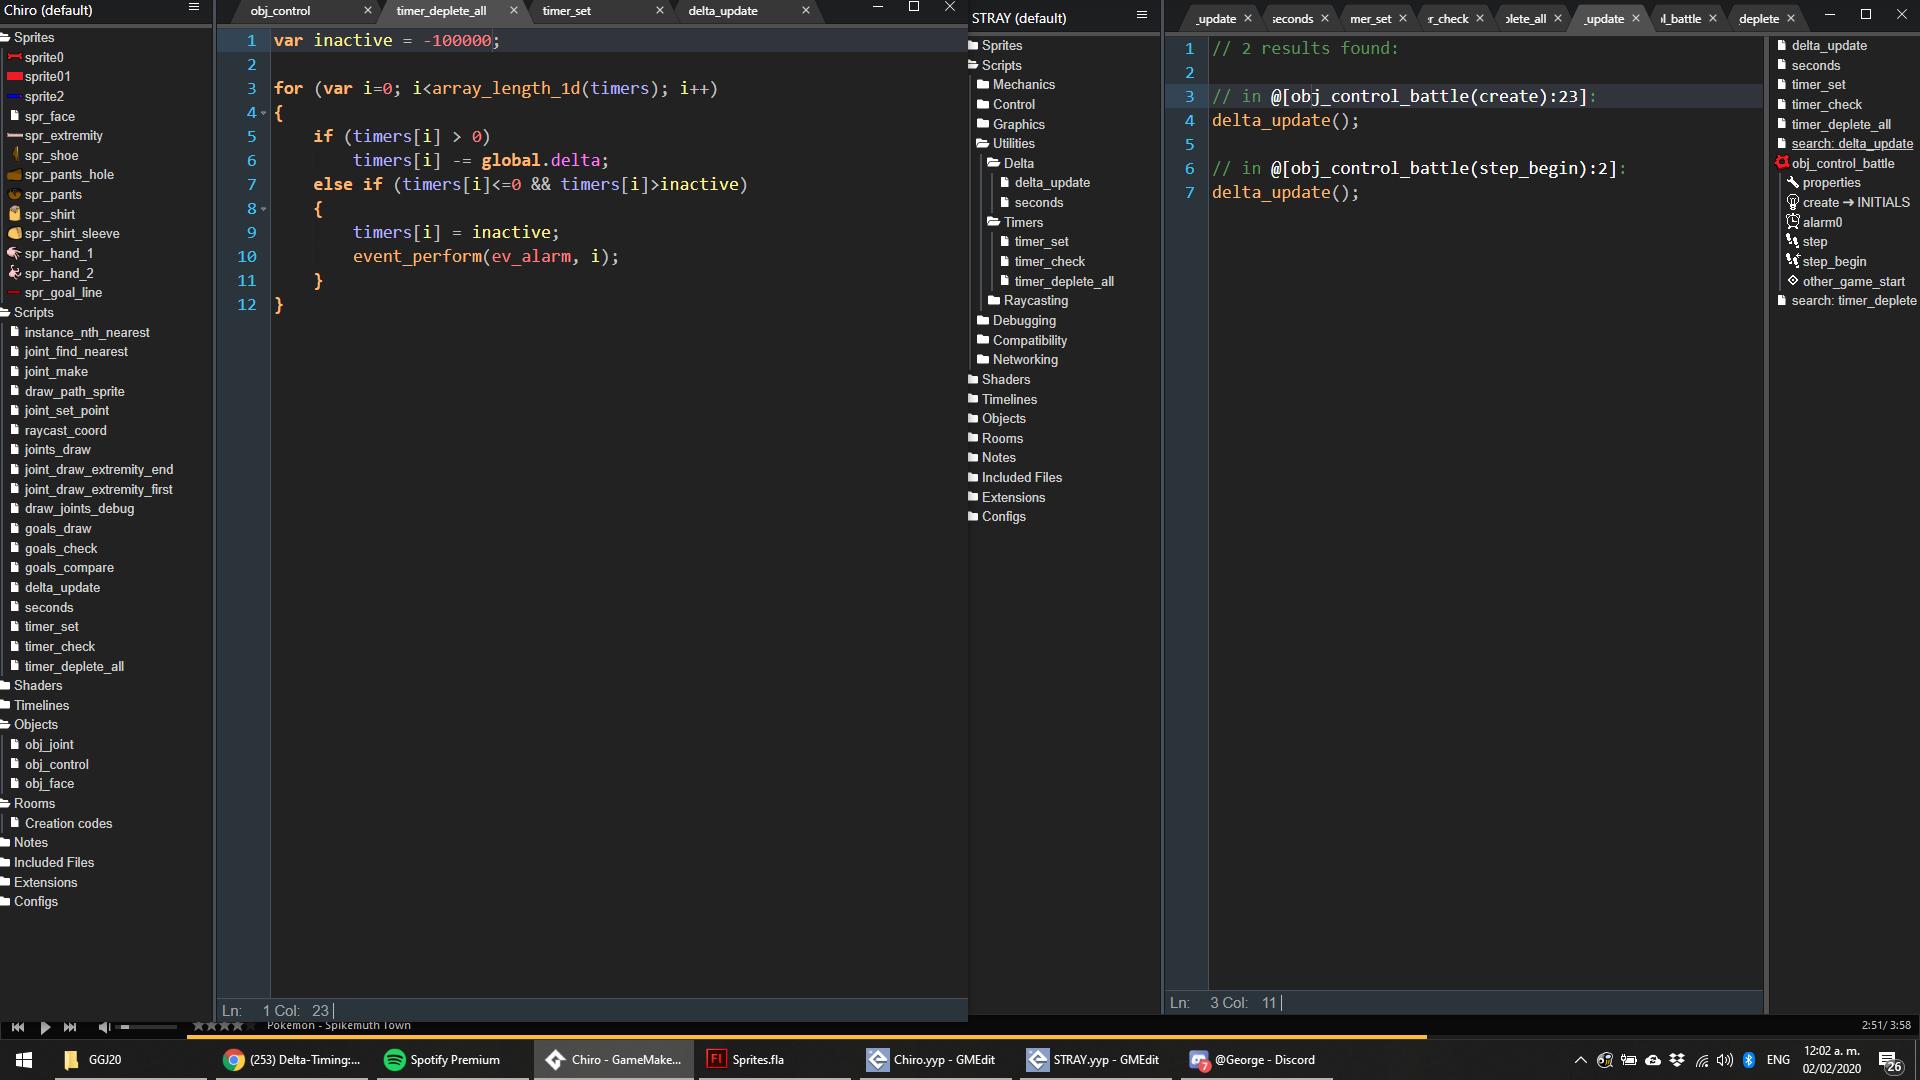 Chiro (default)
Sprites
sprite0
sprite01
sprite2
spr_face
spr_extremity
spr_shoe
spr_pants_hole
spr_pants
spr_shirt
spr_shirt_sleeve
spr_hand_1
spr_hand_2
spr_goal_line
Scripts
instance_nth_nearest
joint_find_nearest
joint_make
draw_path_sprite
joint_set_point
raycast_coord
joints_draw
joint_draw_extremity_end
joint_draw_extremity_first
draw_joints_debug
goals_draw
goals_check
goals_compare
delta_update
seconds
timer_set
timer_check
timer_deplete_all
Shaders
Timelines
Objects
obj_joint
obj_control
obj_face
Rooms
Creation codes
Notes
Included Files
Extensions
Configs
obj_control × timer_deplete_all × timer_set × delta_update ×
1 var inactive = -100000;
2
3 for (var i=0; i<array_length_1d(timers); i++)
4 {
5 if (timers[i] > 0)
6 timers[i] -= global.delta;
7 else if (timers[i]<=0 && timers[i]>inactive)
8 {
9 timers[i] = inactive;
10 event_perform(ev_alarm, i);
11 }
12 }
Ln: 1 Col: 23
STRAY (default)
Sprites
Scripts
Mechanics
Control
Graphics
Utilities
Delta
delta_update
seconds
Timers
timer_set
timer_check
timer_deplete_all
Raycasting
Debugging
Compatibility
Networking
Shaders
Timelines
Objects
Rooms
Notes
Included Files
Extensions
Configs
_update × seconds × mer_set × r_check × plete_all × _update × l_battle × deplete ×
1 // 2 results found:
2
3 // in @[obj_control_battle(create):23]:
4 delta_update();
5
6 // in @[obj_control_battle(step_begin):2]:
7 delta_update();
Ln: 3 Col: 11
delta_update
seconds
timer_set
timer_check
timer_deplete_all
search: delta_update
obj_control_battle
properties
create → INITIALS
alarm0
step
step_begin
other_game_start
search: timer_deplete
Pokémon - Spikemuth Town
2:51/ 3:58
GGJ20
(253) Delta-Timing:...
Spotify Premium
Chiro - GameMake...
Sprites.fla
Chiro.yyp - GMEdit
STRAY.yyp - GMEdit
@George - Discord
7
ENG
12:02 a. m.
02/02/2020
26